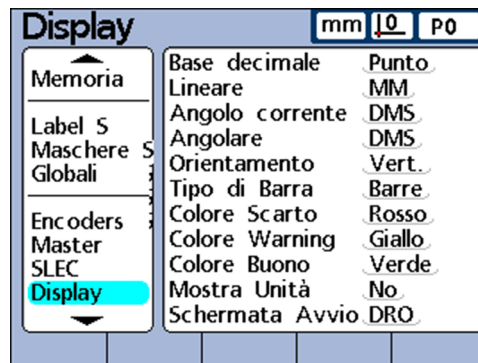 Display
mm 0 P0
Memoria
Label S
Maschere S
Globali
Encoders
Master
SLEC
Display
Base decimale Punto
Lineare MM
Angolo corrente DMS
Angolare DMS
Orientamento Vert.
Tipo di Barra Barre
Colore Scarto Rosso
Colore Warning Giallo
Colore Buono Verde
Mostra Unità No
Schermata Avvio DRO